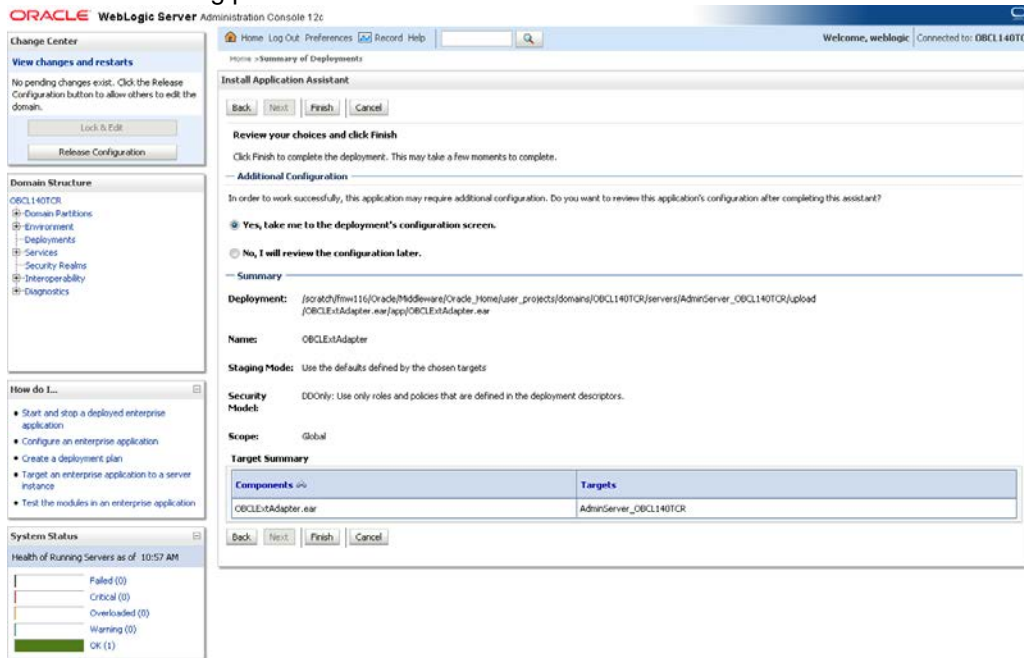 ORACLE WebLogic Server Administration Console 12c
Change Center
View changes and restarts
No pending changes exist. Click the Release
Configuration button to allow others to edit the
domain.
Lock & Edit
Release Configuration
Domain Structure
OBCL140TCR
Domain Partitions
Environment
Deployments
Services
Security Realms
Interoperability
Diagnostics
How do I...
Start and stop a deployed enterprise
application
Configure an enterprise application
Create a deployment plan
Target an enterprise application to a server
instance
Test the modules in an enterprise application
System Status
Health of Running Servers as of 10:57 AM
Failed (0)
Critical (0)
Overloaded (0)
Warning (0)
OK (1)
Home Log Out Preferences Record Help
Welcome, weblogic Connected to: OBCL140TC
Home >Summary of Deployments
Install Application Assistant
Back Next Finish Cancel
Review your choices and click Finish
Click Finish to complete the deployment. This may take a few moments to complete.
Additional Configuration
In order to work successfully, this application may require additional configuration. Do you want to review this application's configuration after completing this assistant?
Yes, take me to the deployment's configuration screen.
No, I will review the configuration later.
Summary
Deployment: /scratch/fmw116/Oracle/Middleware/Oracle_Home/user_projects/domains/OBCL140TCR/servers/AdminServer_OBCL140TCR/upload
/OBCLExtAdapter.ear/app/OBCLExtAdapter.ear
Name: OBCLExtAdapter
Staging Mode: Use the defaults defined by the chosen targets
Security Model: DDOnly: Use only roles and policies that are defined in the deployment descriptors.
Scope: Global
Target Summary
Components Targets
OBCLExtAdapter.ear AdminServer_OBCL140TCR
Back Next Finish Cancel